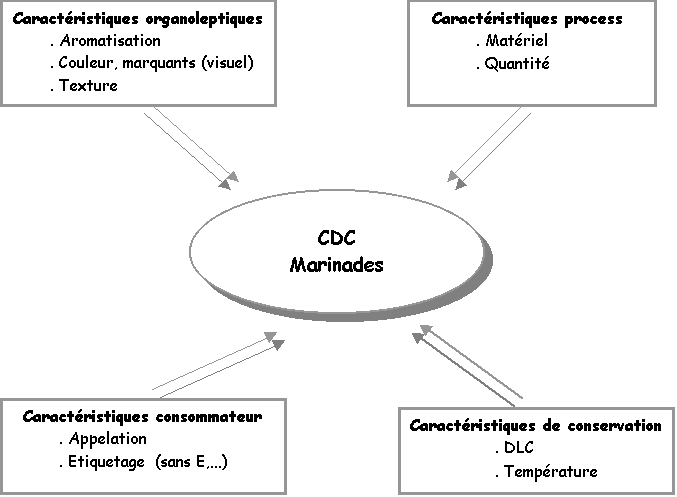 Caractéristiques organoleptiques
. Aromatisation
. Couleur, marquants (visuel)
. Texture
Caractéristiques process
. Matériel
. Quantité
CDC
Marinades
Caractéristiques consommateur
. Appelation
. Etiquetage (sans E,...)
Caractéristiques de conservation
. DLC
. Température